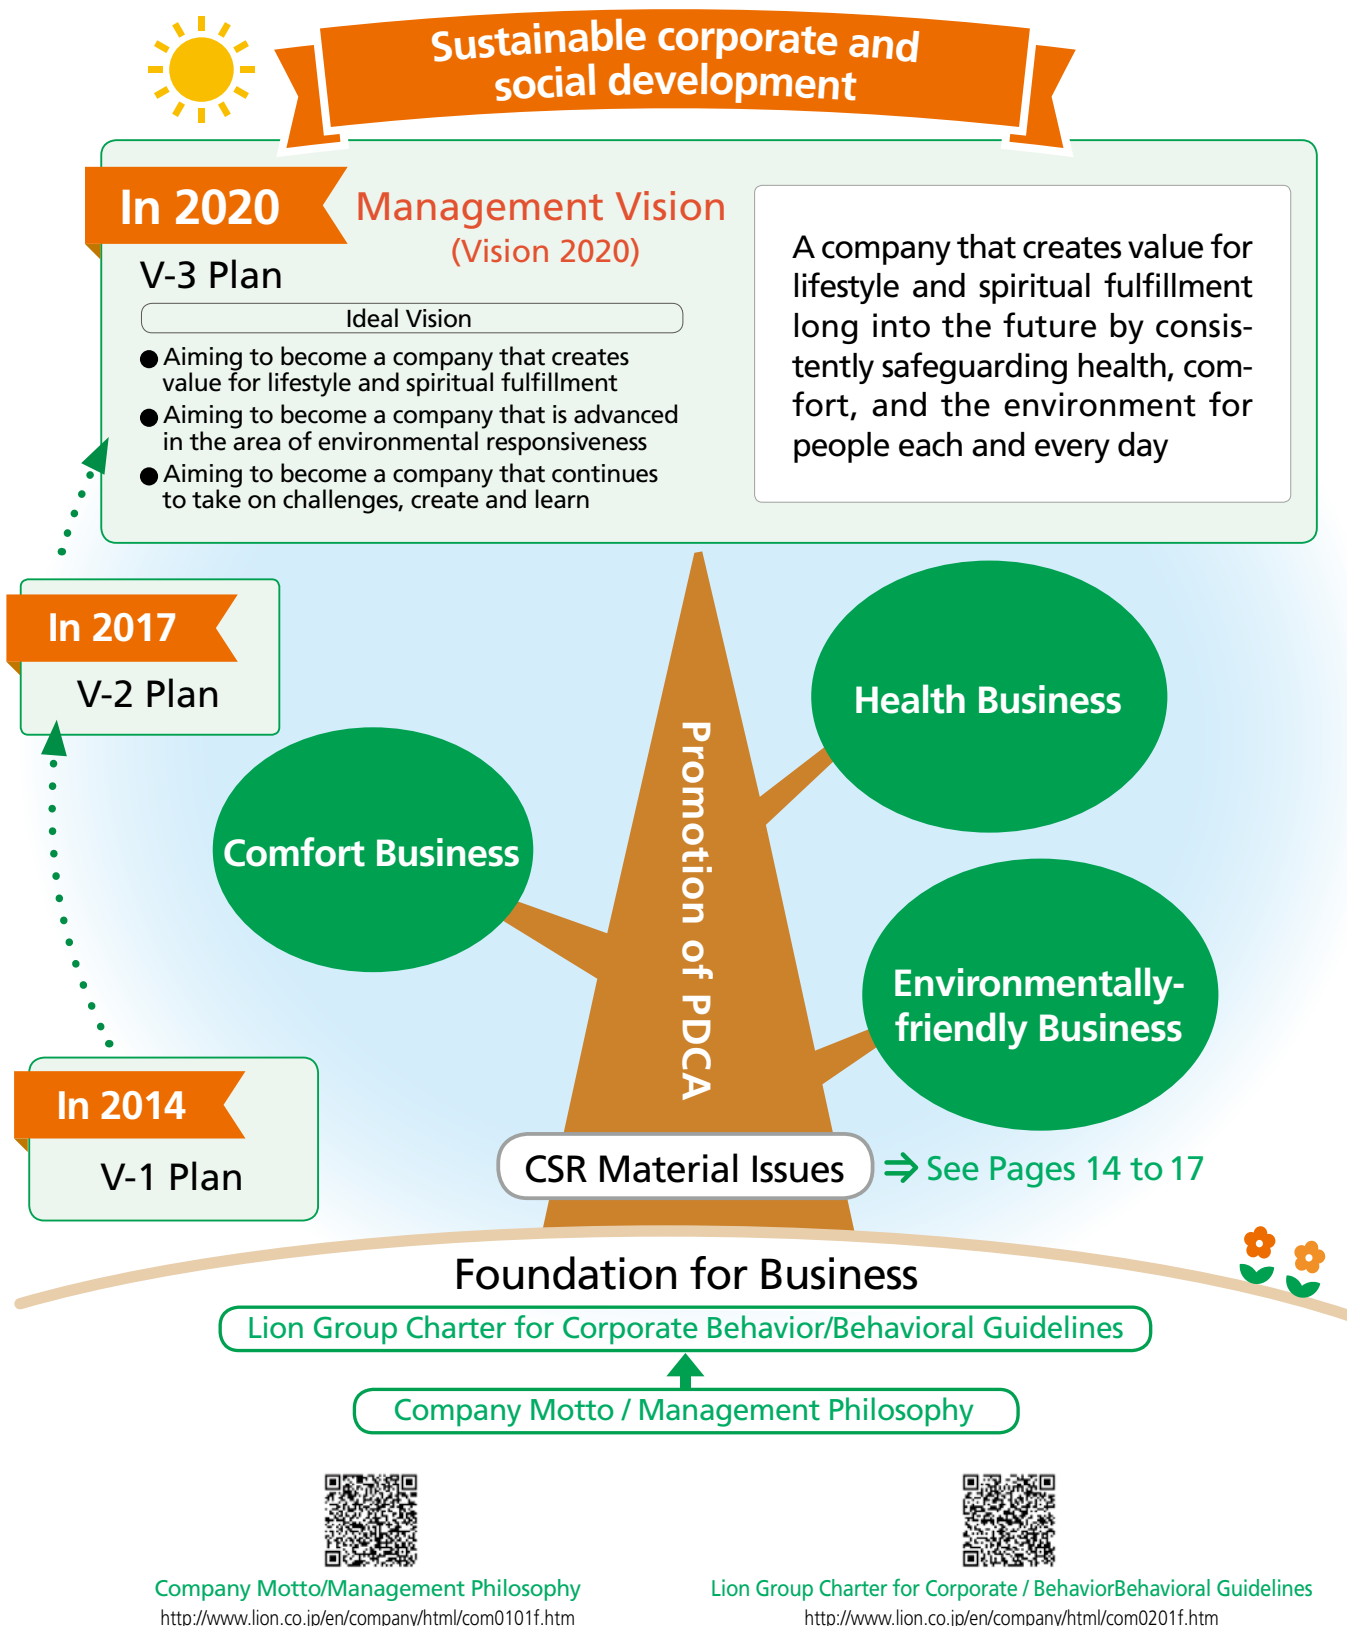 Sustainable corporate and
social development
In 2020
Management Vision
(Vision 2020)
V-3 Plan
Ideal Vision
● Aiming to become a company that creates
value for lifestyle and spiritual fulfillment
● Aiming to become a company that is advanced
in the area of environmental responsiveness
● Aiming to become a company that continues
to take on challenges, create and learn
A company that creates value for
lifestyle and spiritual fulfillment
long into the future by consis-
tently safeguarding health, com-
fort, and the environment for
people each and every day
In 2017
V-2 Plan
Health Business
Promotion of PDCA
Comfort Business
Environmentally-
friendly Business
In 2014
V-1 Plan
CSR Material Issues
⇒ See Pages 14 to 17
Foundation for Business
Lion Group Charter for Corporate Behavior/Behavioral Guidelines
Company Motto / Management Philosophy
Company Motto/Management Philosophy
http://www.lion.co.jp/en/company/html/com0101f.htm
Lion Group Charter for Corporate / BehaviorBehavioral Guidelines
http://www.lion.co.jp/en/company/html/com0201f.htm